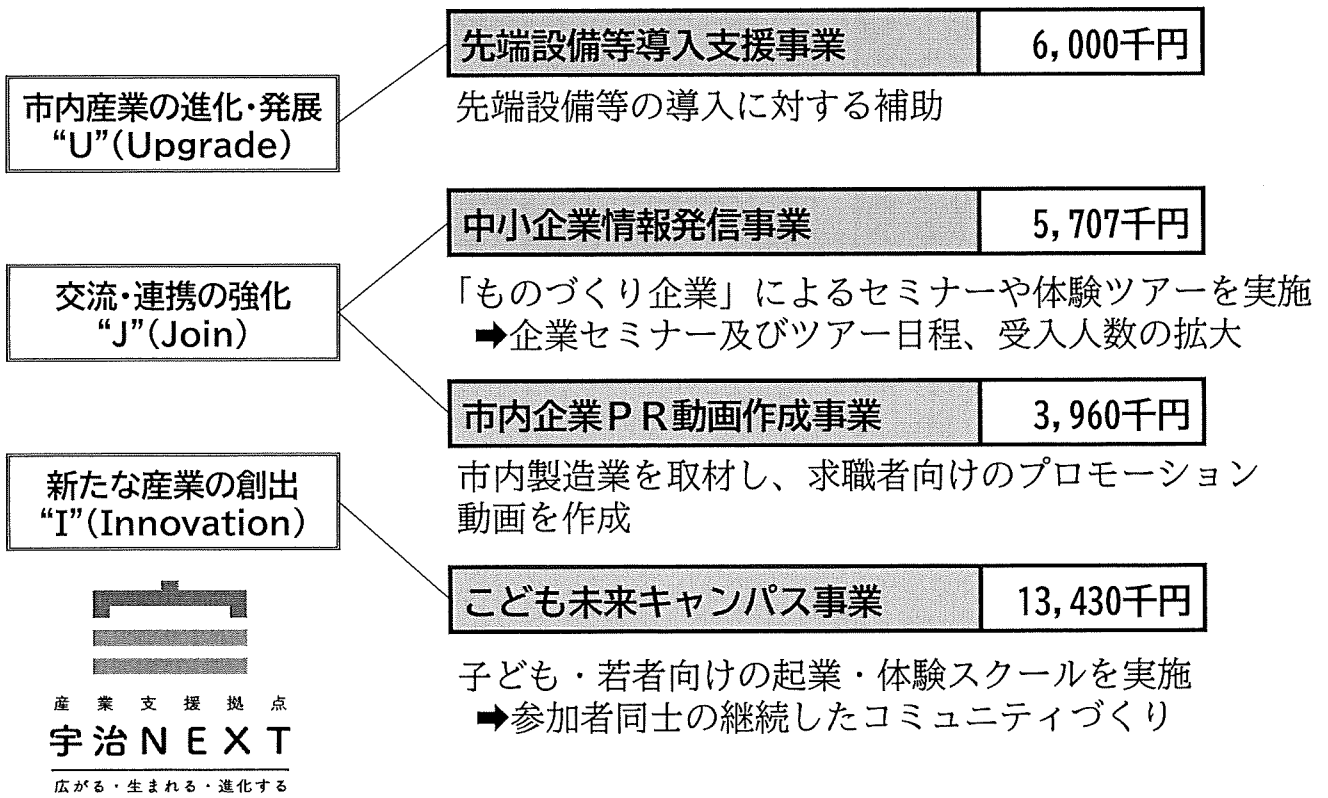 先端設備等導入支援事業 6,000千円
市内産業の進化・発展
“U”(Upgrade)
先端設備等の導入に対する補助
中小企業情報発信事業 5,707千円
交流・連携の強化
“J”(Join)
「ものづくり企業」によるセミナーや体験ツアーを実施
➡企業セミナー及びツアー日程、受入人数の拡大
市内企業ＰＲ動画作成事業 3,960千円
新たな産業の創出
“I”(Innovation)
市内製造業を取材し、求職者向けのプロモーション
動画を作成
こども未来キャンパス事業 13,430千円
子ども・若者向けの起業・体験スクールを実施
➡参加者同士の継続したコミュニティづくり
産業支援拠点
宇治NEXT
広がる・生まれる・進化する